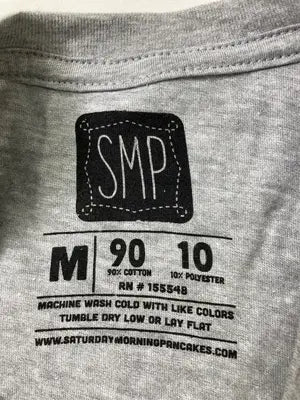 SMP
M 90 10
90% COTTON 10% POLYESTER
RN # 155548
MACHINE WASH COLD WITH LIKE COLORS
TUMBLE DRY LOW OR LAY FLAT
WWW.SATURDAYMORNINGPANCAKES.COM